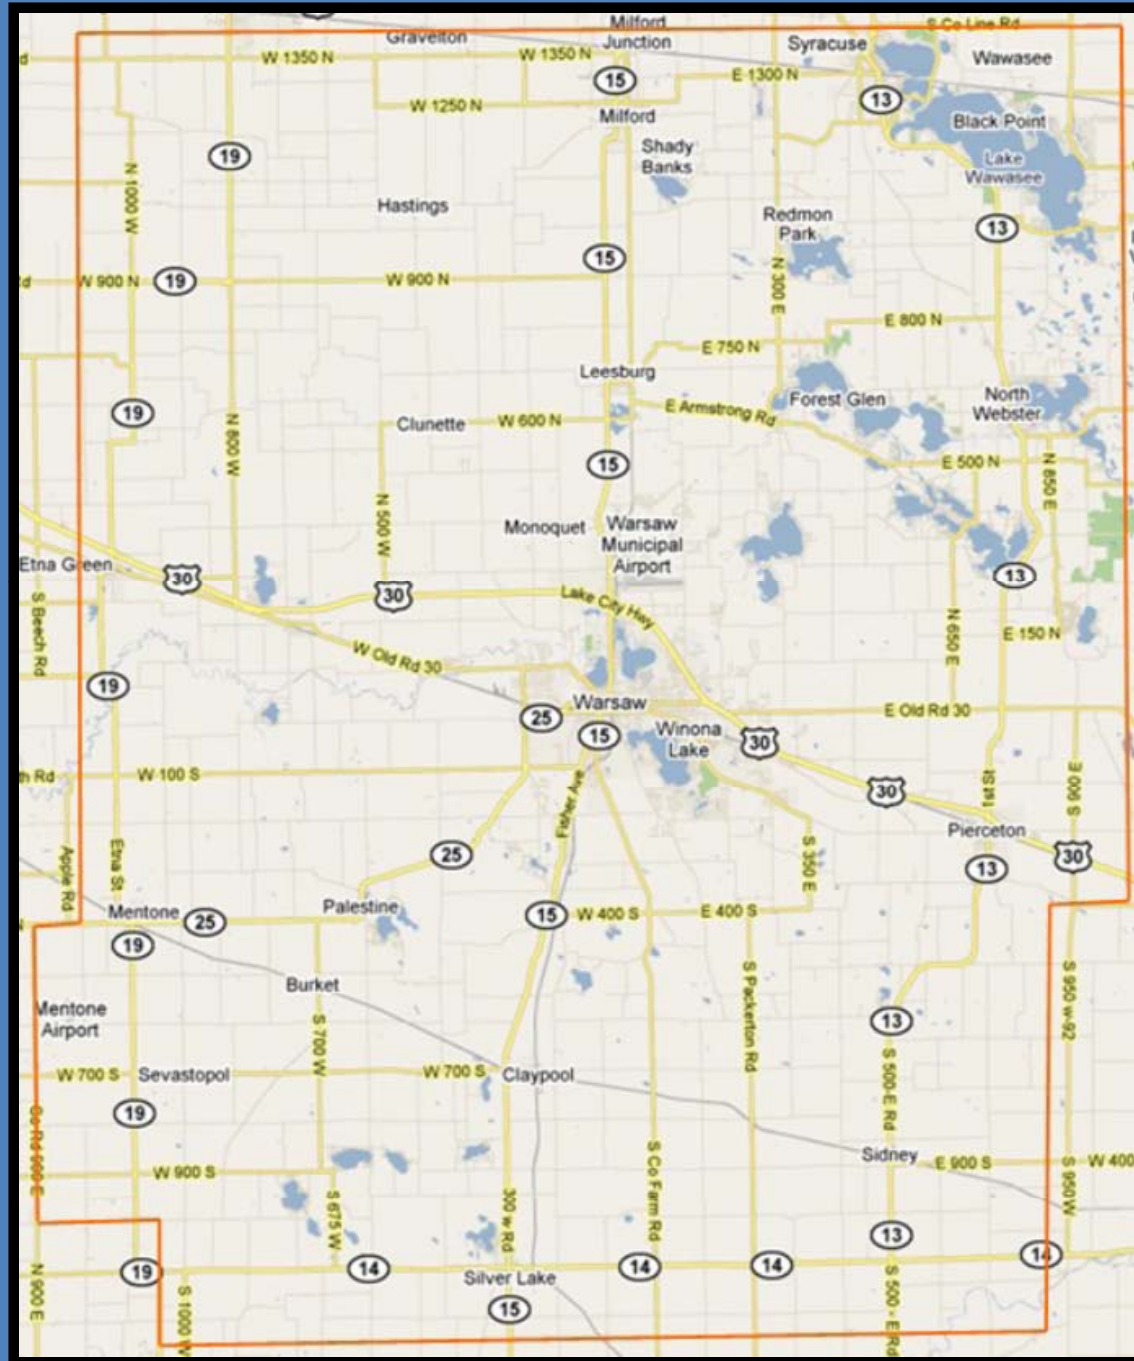 S Co Line Rd
Milford
Junction
Gravelton
Syracuse
Wawasee
W 1350 N
W 1350 N
15
E 1300 N
13
W 1250 N
Milford
Black Point
Shady
Banks
19
Lake
Wawasee
N 1000 W
Hastings
Redmon
Park
13
15
19
W 900 N
W 900 N
N 300 E
E 800 N
E 750 N
Leesburg
19
Forest Glen
North
Webster
E Armstrong Rd
Clunette
W 600 N
N 800 W
15
E 500 N
N 850 E
N 500 W
Monoquet
Warsaw
Municipal
Airport
Etna Green
30
30
13
Lake City Hwy
S Beech Rd
N 650 E
E 150 N
W Old Rd 30
19
Warsaw
25
15
E Old Rd 30
Winona
Lake
30
th Rd
W 100 S
1st St
S 900 E
30
Fisher Ave
Pierceton
25
S 350 E
30
Apple Rd
Etna St
13
Mentone
25
Palestine
15
W 400 S
E 400 S
19
Burket
S Packerton Rd
S 950 w-92
Mentone
Airport
13
S 700 W
W 700 S
Sevastopol
W 700 S
Claypool
S 500-E Rd
19
Co Rd 900 E
Sidney
E 900 S
W 400
W 900 S
S Co Farm Rd
S 950W
S 675 W
300 w Rd
13
14
19
14
14
14
Silver Lake
N 900 E
S 1000 W
15
S 500 - E Rd